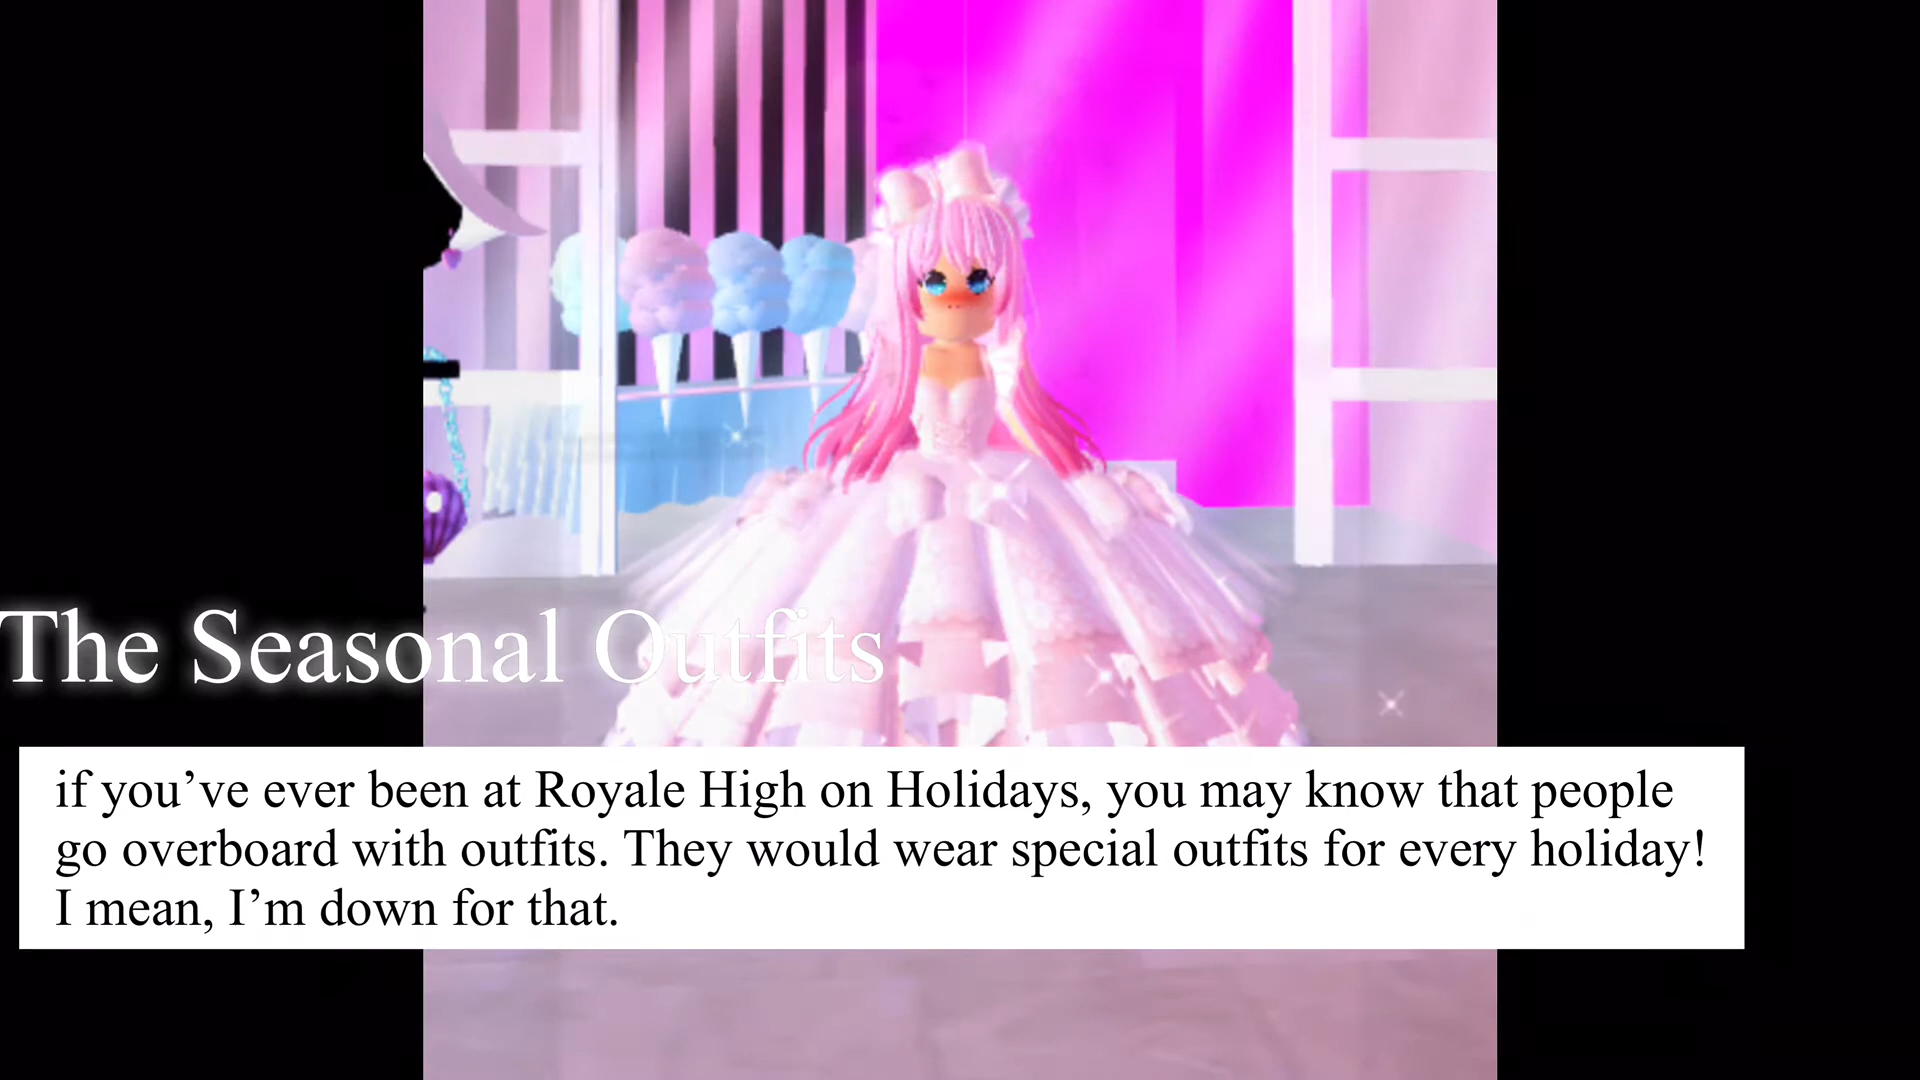 The Seasonal Outfits
if you’ve ever been at Royale High on Holidays, you may know that people
go overboard with outfits. They would wear special outfits for every holiday!
I mean, I’m down for that.